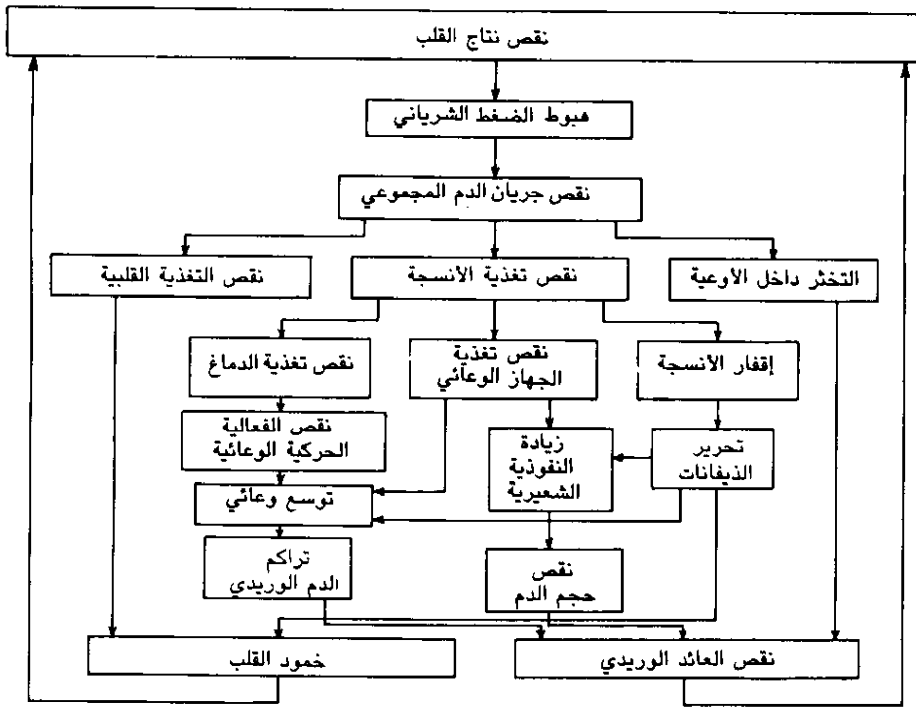 نقص نتاج القلب
هبوط الضغط الشرياني
نقص جريان الدم المجموعي
نقص التغذية القلبية
نقص تغذية الأنسجة
التخثر داخل الاوعية
نقص تغذية الدماغ
نقص تغذية
الجهاز الوعائي
إقفار الأنسجة
نقص الفعالية
الحركية الوعائية
زيادة
النفوذية
الشعيرية
تحرير
الذيفانات
توسع وعائي
تراكم
الدم الوريدي
نقص
حجم الدم
خمود القلب
نقص العائد الوريدي